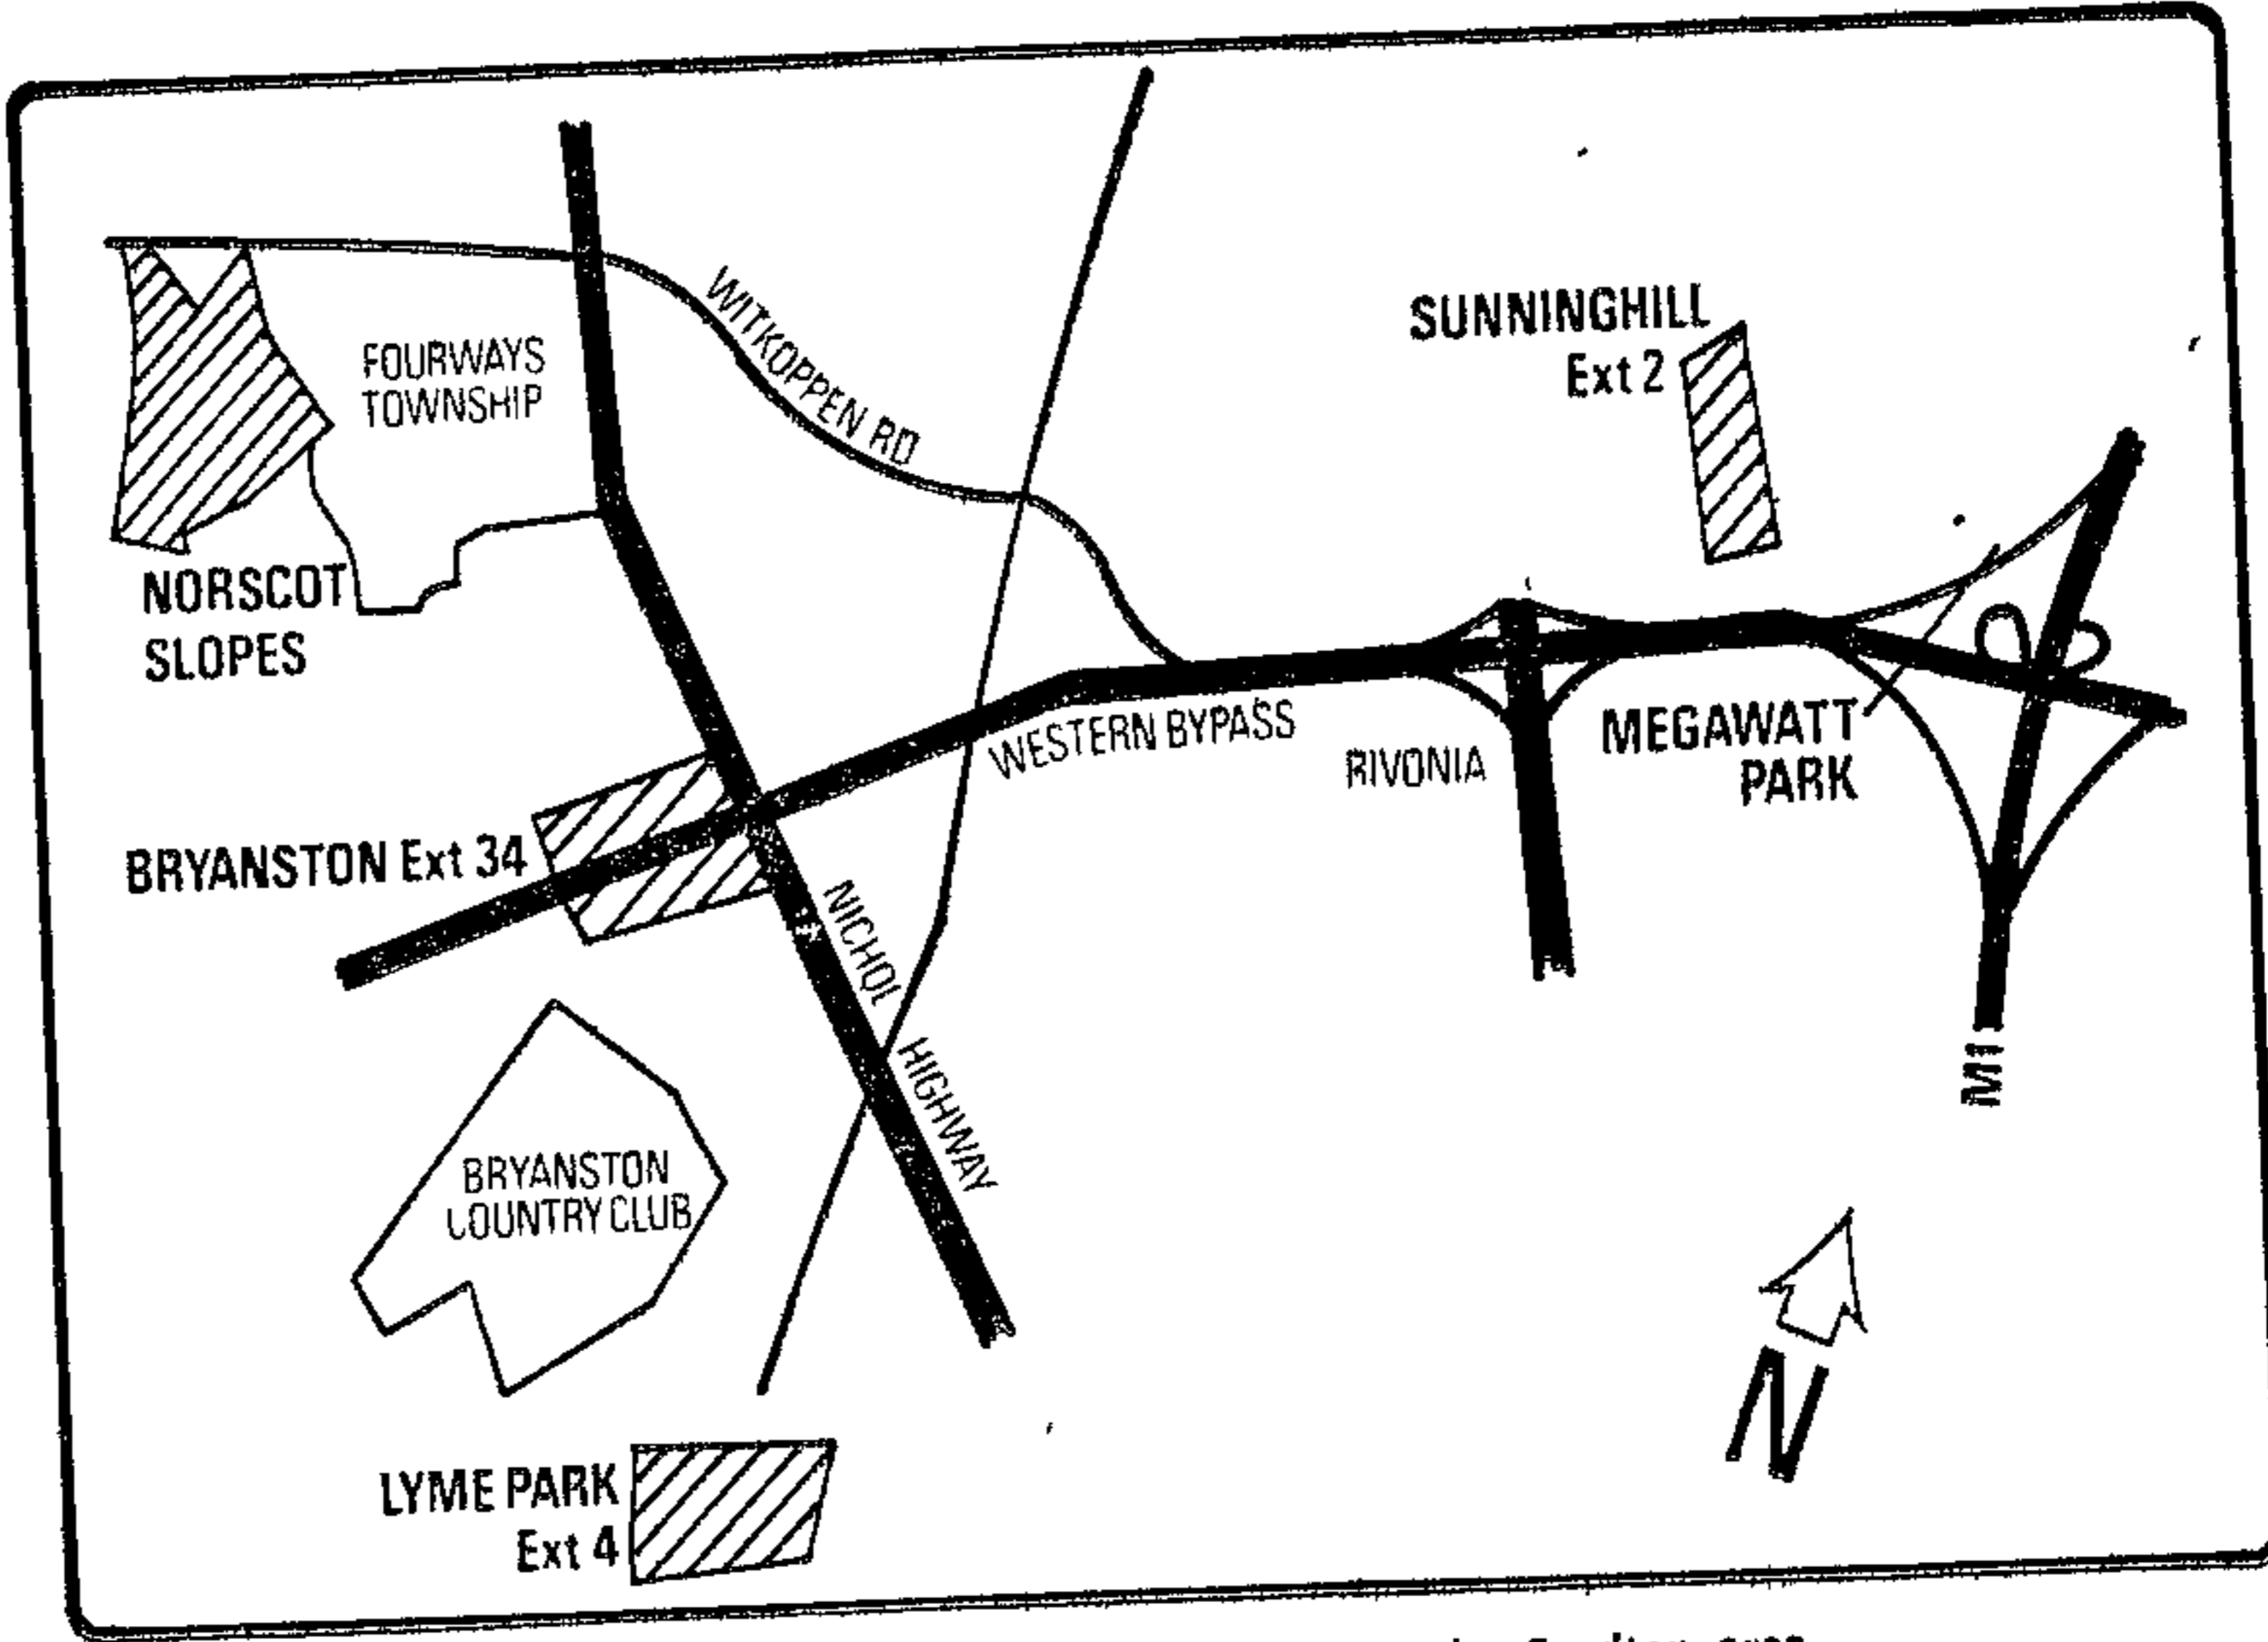 WITKOPPEN RD
SUNNINGHILL
Ext 2
FOURWAYS
TOWNSHIP
NORSCOT
SLOPES
WESTERN BYPASS
RIVONIA
MEGAWATT
PARK
BRYANSTON Ext 34
NICHOL HIGHWAY
M1
BRYANSTON
COUNTRY CLUB
N
LYME PARK
Ext 4